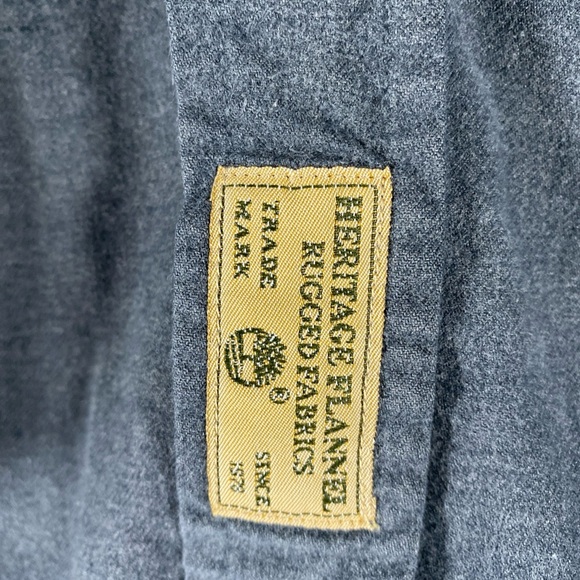 HERITAGE FLANNEL
RUGGED FABRICS
®
TRADE
MARK
SINCE
1973